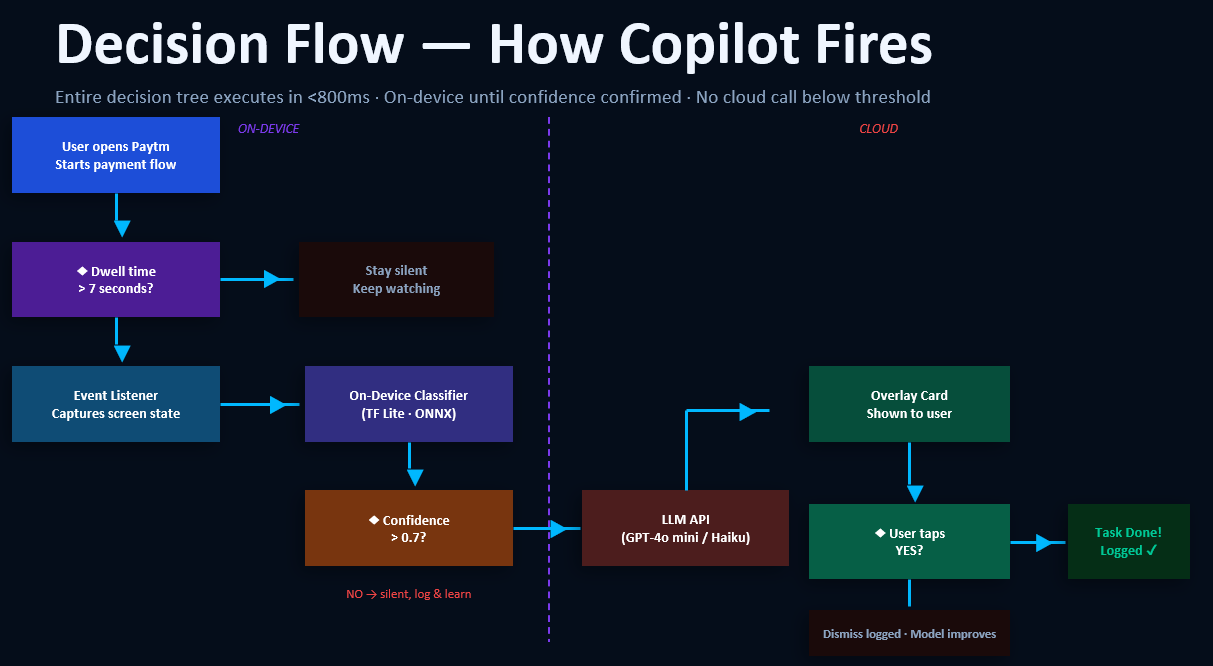 Decision Flow — How Copilot Fires
Entire decision tree executes in <800ms · On-device until confidence confirmed · No cloud call below threshold
ON-DEVICE
CLOUD
User opens Paytm
Starts payment flow
◆ Dwell time
> 7 seconds?
Stay silent
Keep watching
Event Listener
Captures screen state
On-Device Classifier
(TF Lite · ONNX)
Overlay Card
Shown to user
◆ Confidence
> 0.7?
LLM API
(GPT-4o mini / Haiku)
◆ User taps
YES?
Task Done!
Logged ✓
NO → silent, log & learn
Dismiss logged · Model improves